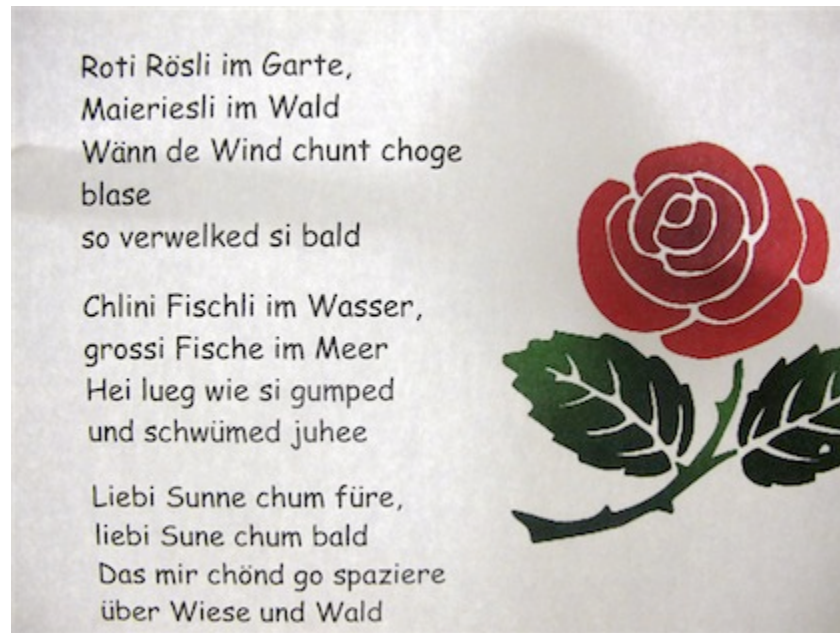 Roti Rösli im Garte,
Maieriesli im Wald
Wänn de Wind chunt choge
blase
so verwelked si bald
Chlini Fischli im Wasser,
grossi Fische im Meer
Hei lueg wie si gumped
und schwümed juhee
Liebi Sunne chum füre,
liebi Sune chum bald
Das mir chönd go spaziere
über Wiese und Wald